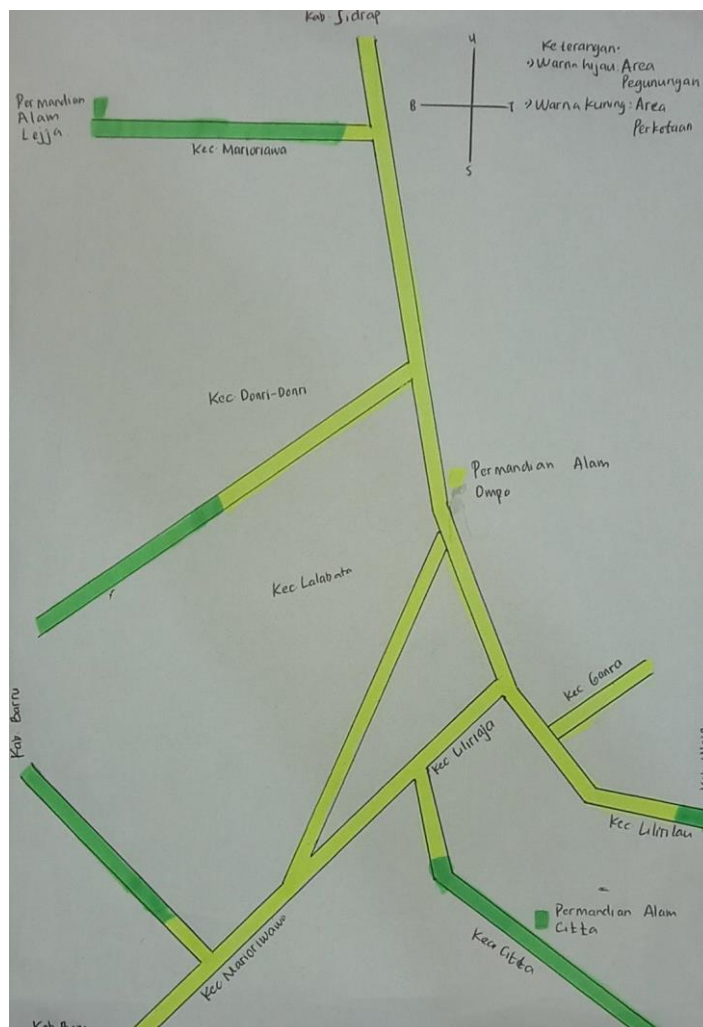 Kab. Sidrap
U
Keterangan.
Warna hijau: Area
Pegunungan
B
T
Warna kuning: Area
Perkotaan
S
Permandian
Alam
Lejja
Kec. Marioriawa
Kec Donri-Donri
Permandian Alam
Ompo
Kec Lalabata
Kec Ganra
Kab. Barru
Kec Liliriaja
Kec Lilirilau
Kec Marioriwawo
Permandian Alam
Citta
Kec Citta